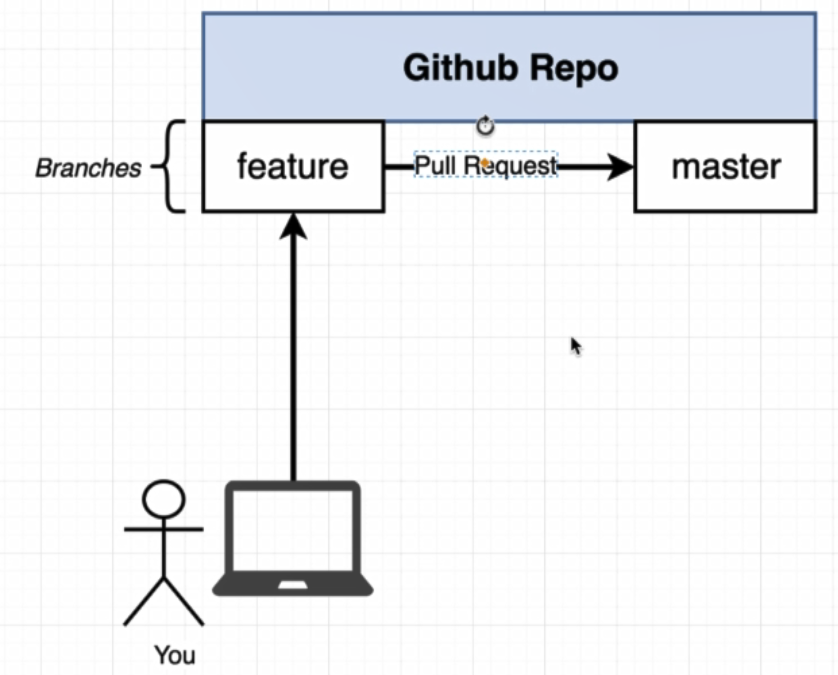 Github Repo
Branches
feature
Pull Request
master
You